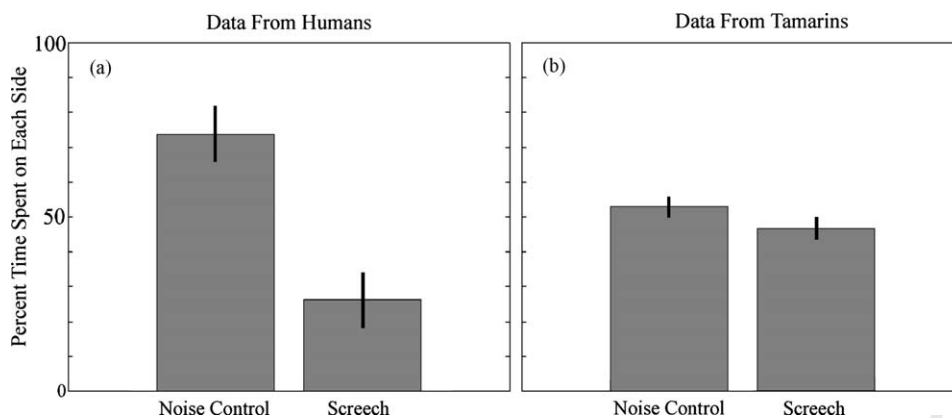 Data From Humans
Data From Tamarins
Percent Time Spent on Each Side
100
50
0
(a)
(b)
Noise Control Screech
Noise Control Screech